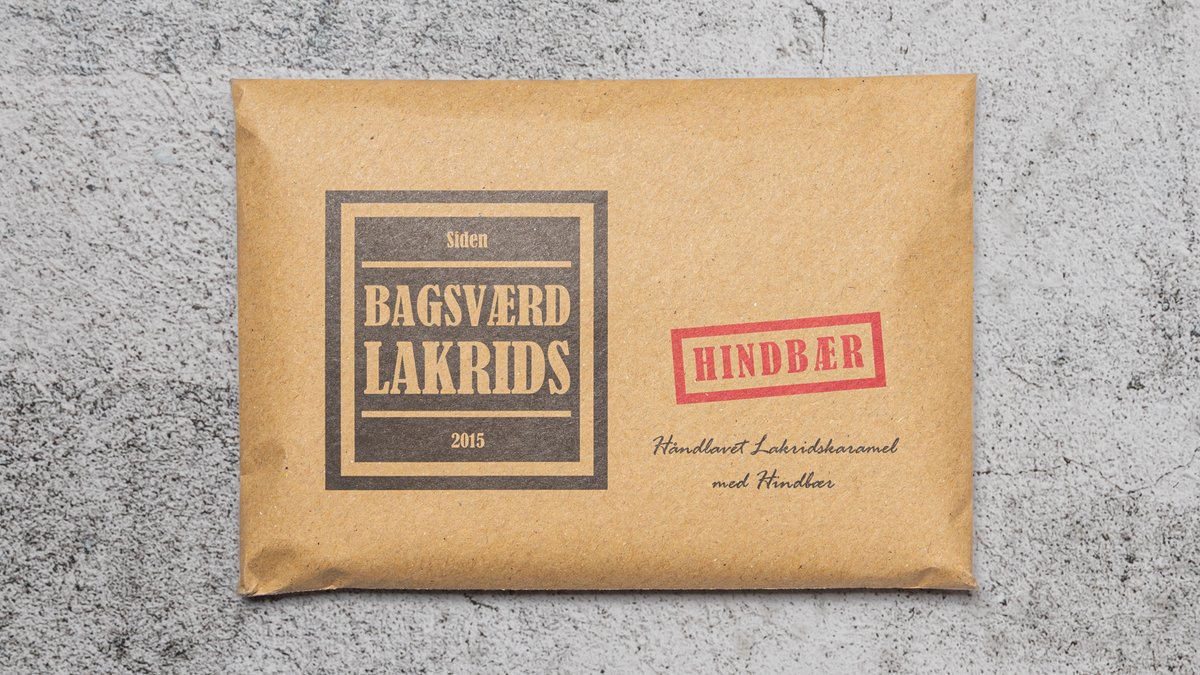 Siden
BAGSVÆRD
LAKRIDS
2015
HINDBÆR
Håndlavet Lakridskaramel
med Hindbær